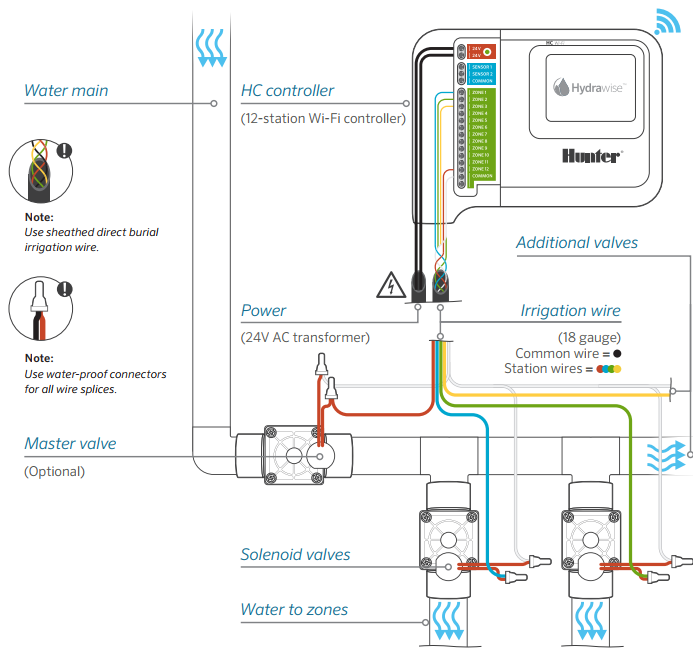 Water main
HC controller
(12-station Wi-Fi controller)
HC Wi-Fi
24V
24V
SENSOR 1
SENSOR 2
COMMON
ZONE 1
ZONE 2
ZONE 3
ZONE 4
ZONE 5
ZONE 6
ZONE 7
ZONE 8
ZONE 9
ZONE 10
ZONE 11
ZONE 12
COMMON
Hydrawise™
Hunter®
Note:
Use sheathed direct burial
irrigation wire.
Note:
Use water-proof connectors
for all wire splices.
Additional valves
Power
(24V AC transformer)
Irrigation wire
(18 gauge)
Common wire =
Station wires =
Master valve
(Optional)
Solenoid valves
Water to zones